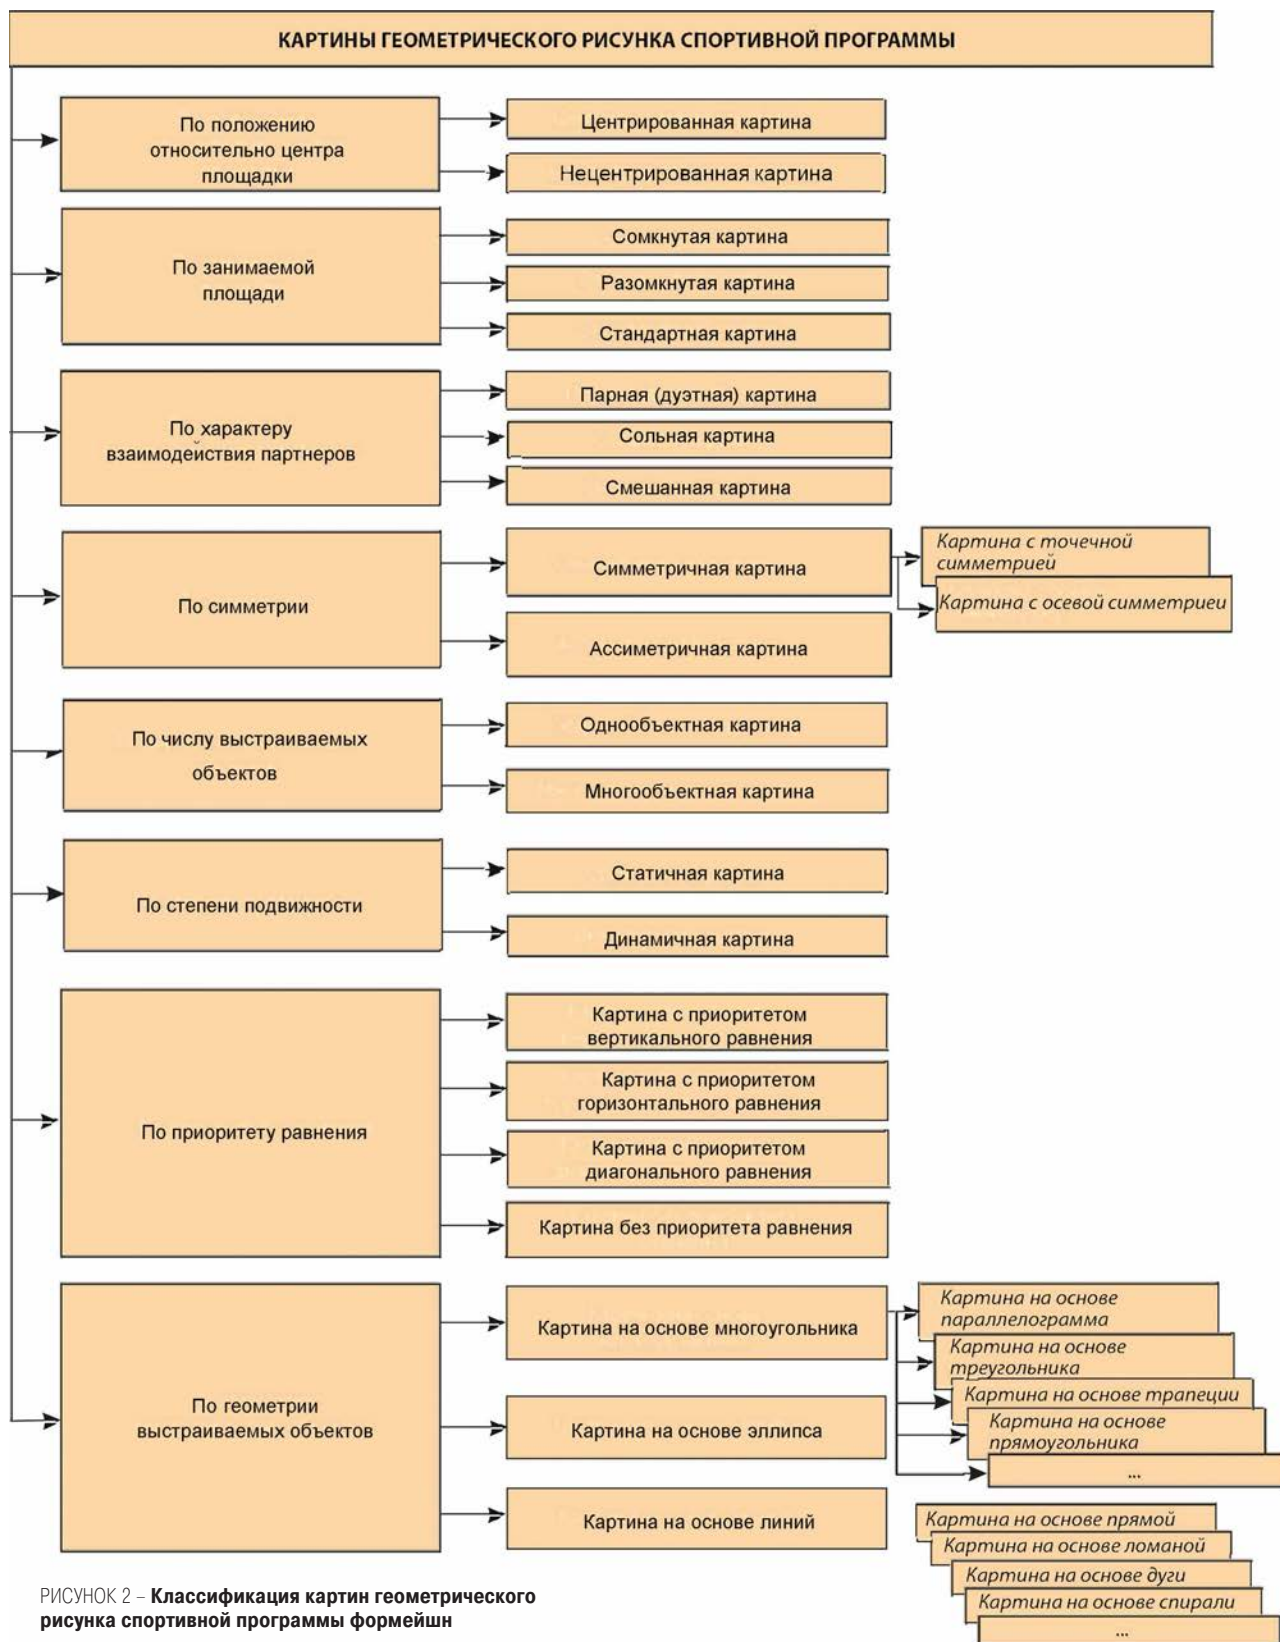 КАРТИНЫ ГЕОМЕТРИЧЕСКОГО РИСУНКА СПОРТИВНОЙ ПРОГРАММЫ
По положению
относительно центра
площадки
Центрированная картина
Нецентрированная картина
По занимаемой
площади
Сомкнутая картина
Разомкнутая картина
Стандартная картина
По характеру
взаимодействия партнеров
Парная (дуэтная) картина
Сольная картина
Смешанная картина
По симметрии
Симметричная картина
Картина с точечной
симметрией
Картина с осевой симметриеи
Ассиметричная картина
По числу выстраиваемых
объектов
Однообъектная картина
Многообъектная картина
По степени подвижности
Статичная картина
Динамичная картина
По приоритету равнения
Картина с приоритетом
вертикального равнения
Картина с приоритетом
горизонтального равнения
Картина с приоритетом
диагонального равнения
Картина без приоритета равнения
По геометрии
выстраиваемых объектов
Картина на основе многоугольника
Картина на основе
параллелограмма
Картина на основе
треугольника
Картина на основе трапеции
Картина на основе
прямоугольника
...
Картина на основе эллипса
Картина на основе линий
Картина на основе прямой
Картина на основе ломаной
Картина на основе дуги
Картина на основе спирали
...
РИСУНОК 2 – Классификация картин геометрического
рисунка спортивной программы формейшн